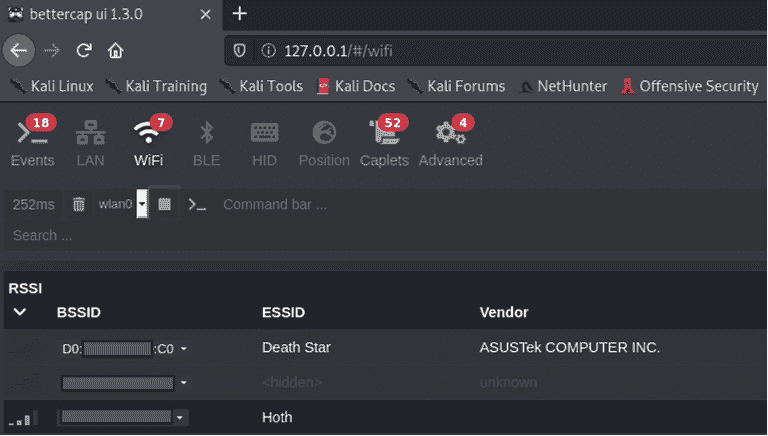 bettercap ui 1.3.0
127.0.0.1/#/wifi
Kali Linux Kali Training Kali Tools Kali Docs Kali Forums NetHunter Offensive Security
18 7 52 4
Events LAN WiFi BLE HID Position Caplets Advanced
252ms wlan0 Command bar ...
Search ...
RSSI
BSSID ESSID Vendor
D0: :C0 Death Star ASUSTek COMPUTER INC.
<hidden> unknown
Hoth